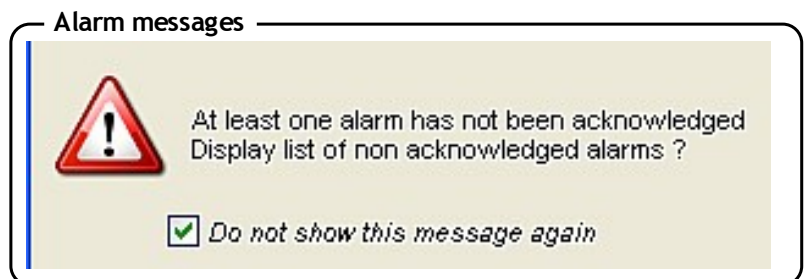 Alarm messages
At least one alarm has not been acknowledged
Display list of non acknowledged alarms ?
Do not show this message again